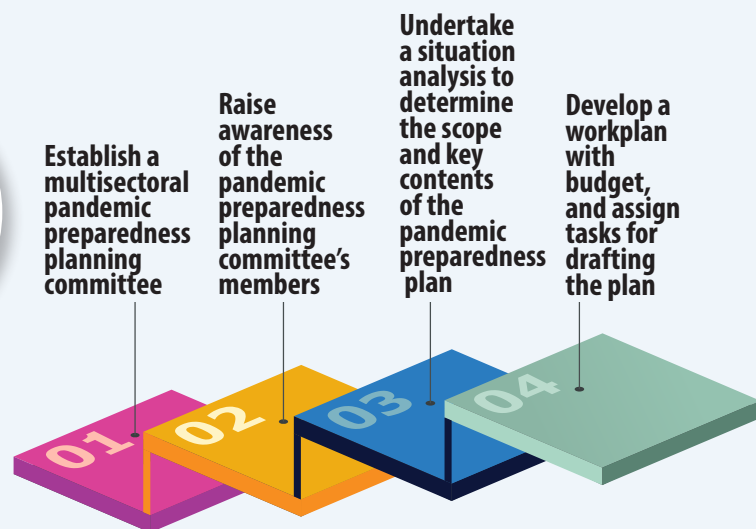 Establish a
multisectoral
pandemic
preparedness
planning
committee
Raise
awareness
of the
pandemic
preparedness
planning
committee’s
members
Undertake
a situation
analysis to
determine
the scope
and key
contents
of the
pandemic
preparedness
plan
Develop a
workplan
with
budget,
and assign
tasks for
drafting
the plan
01
02
03
04